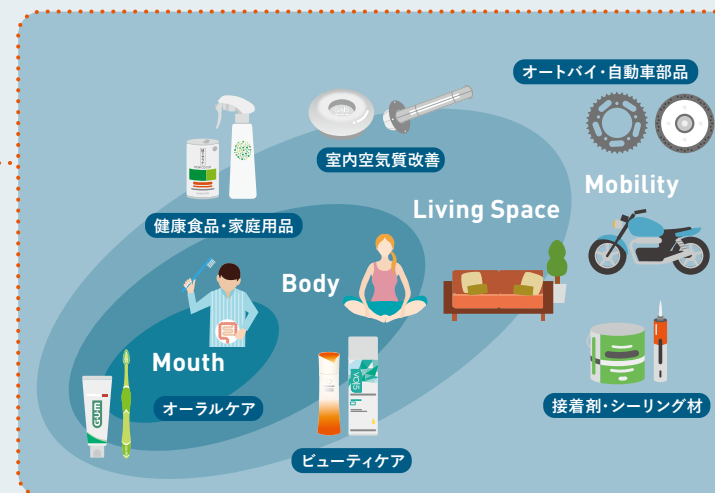 オートバイ・自動車部品
室内空気質改善
Mobility
Living Space
健康食品・家庭用品
Body
Mouth
GUM
オーラルケア
VO5
接着剤・シーリング材
ビューティケア